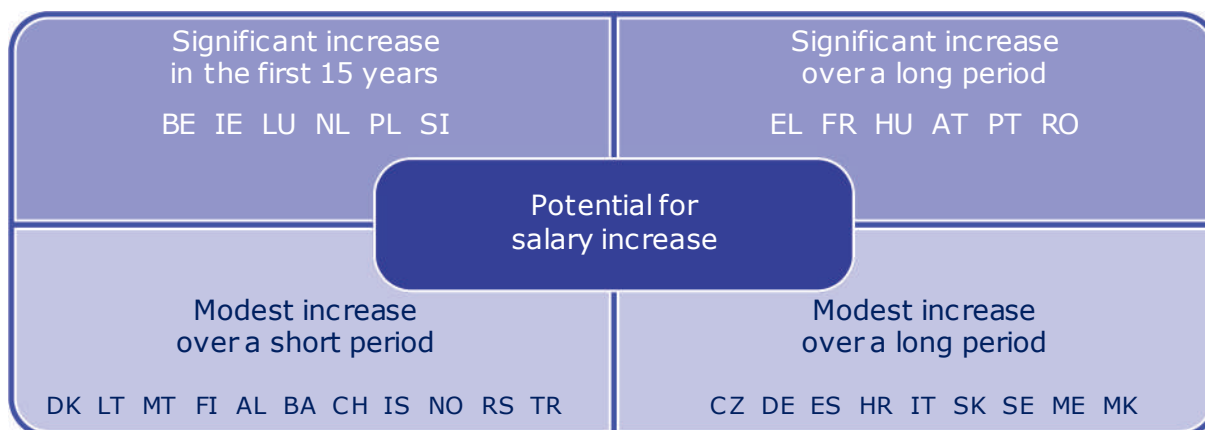 Significant increase
in the first 15 years
BE IE LU NL PL SI
Significant increase
over a long period
EL FR HU AT PT RO
Potential for
salary increase
Modest increase
over a short period
DK LT MT FI AL BA CH IS NO RS TR
Modest increase
over a long period
CZ DE ES HR IT SK SE ME MK